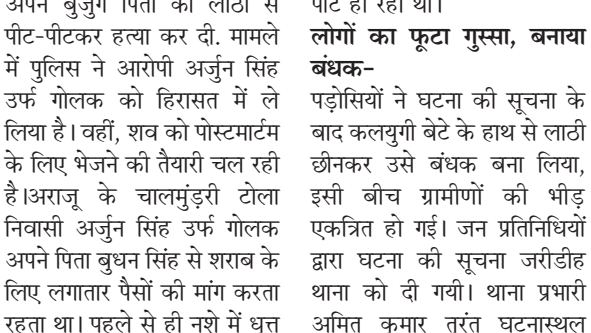 अपने बुजुर्ग पिता की लाठी से
पीट-पीटकर हत्या कर दी. मामले
में पुलिस ने आरोपी अर्जुन सिंह
उर्फ गोलक को हिरासत में ले
लिया है। वहीं, शव को पोस्टमार्टम
के लिए भेजने की तैयारी चल रही
है।अराजू के चालमुंड़री टोला
निवासी अर्जुन सिंह उर्फ गोलक
अपने पिता बुधन सिंह से शराब के
लिए लगातार पैसों की मांग करता
रहता था। पहले से ही नशे में धुत्त
पीट हो रही थी।
लोगों का फूटा गुस्सा, बनाया
बंधक-
पड़ोसियों ने घटना की सूचना के
बाद कलयुगी बेटे के हाथ से लाठी
छीनकर उसे बंधक बना लिया,
इसी बीच ग्रामीणों की भीड़
एकत्रित हो गई। जन प्रतिनिधियों
द्वारा घटना की सूचना जरीडीह
थाना को दी गयी। थाना प्रभारी
अमित कुमार तुरंत घटनास्थल